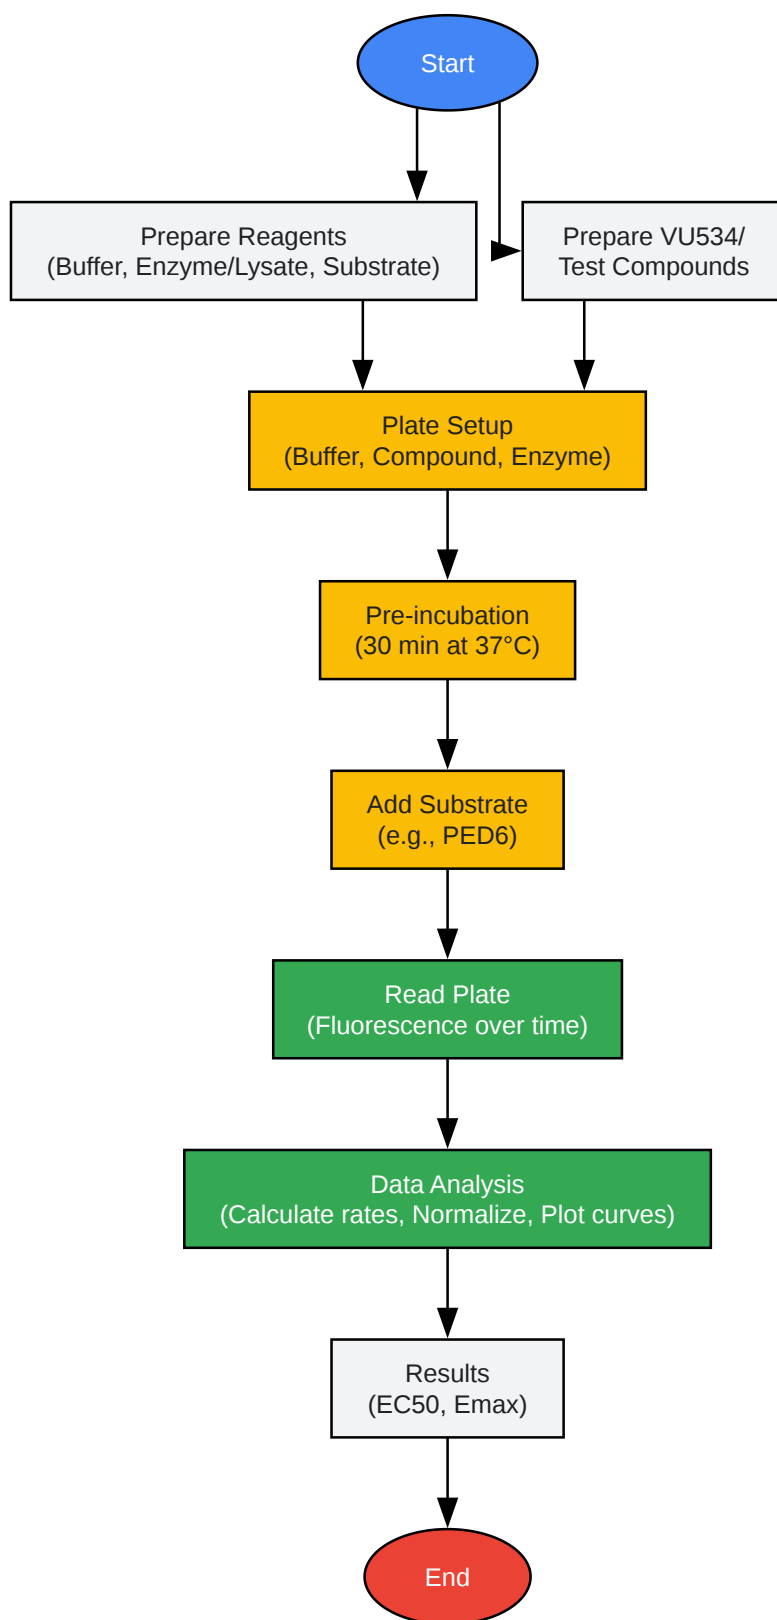 Start
Prepare Reagents
(Buffer, Enzyme/Lysate, Substrate)
Prepare VU534/
Test Compounds
Plate Setup
(Buffer, Compound, Enzyme)
Pre-incubation
(30 min at 37°C)
Add Substrate
(e.g., PED6)
Read Plate
(Fluorescence over time)
Data Analysis
(Calculate rates, Normalize, Plot curves)
Results
(EC50, Emax)
End